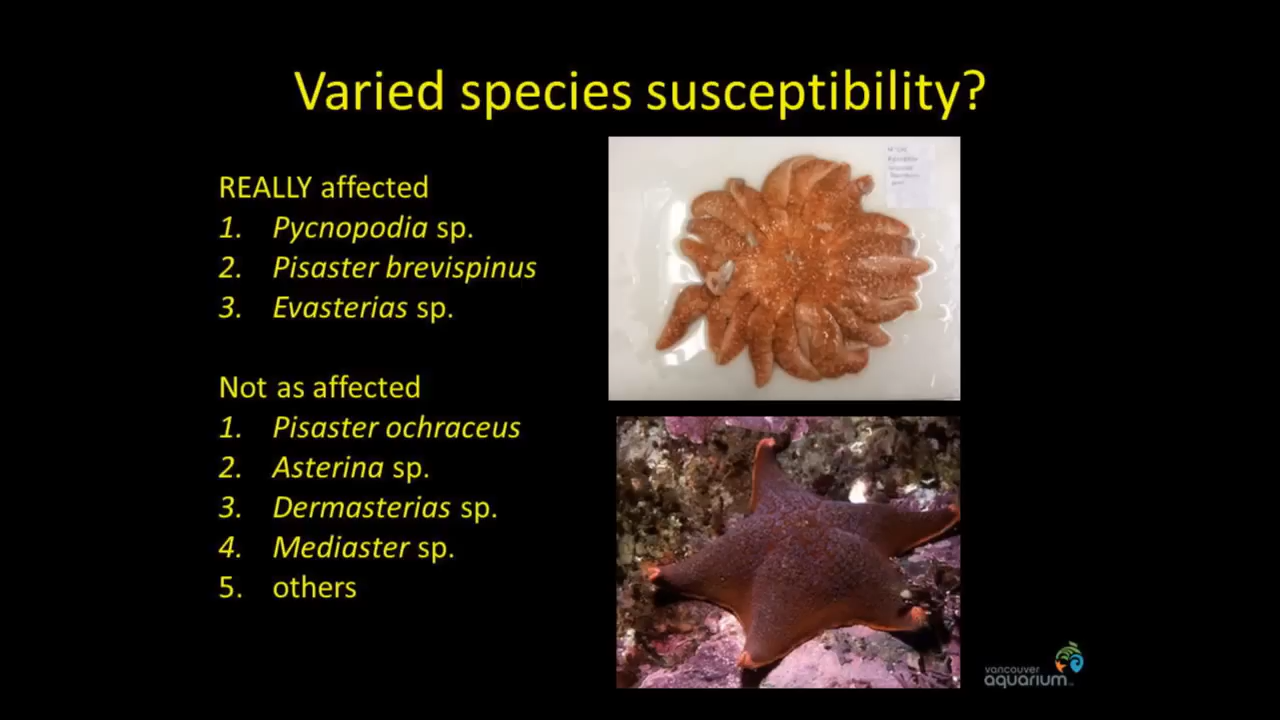 Varied species susceptibility?
REALLY affected
1. Pycnopodia sp.
2. Pisaster brevispinus
3. Evasterias sp.
Not as affected
1. Pisaster ochraceus
2. Asterina sp.
3. Dermasterias sp.
4. Mediaster sp.
5. others
vancouver
aquarium